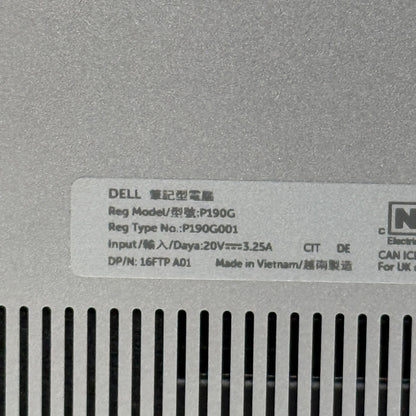 DELL 筆記型電腦
Reg Model/型號:P190G
Reg Type No.:P190G001
Input/輸入/Daya:20V⎓3.25A CIT DE
DP/N: 16FTP A01 Made in Vietnam/越南製造
C N
Electric
CAN ICE
For UK